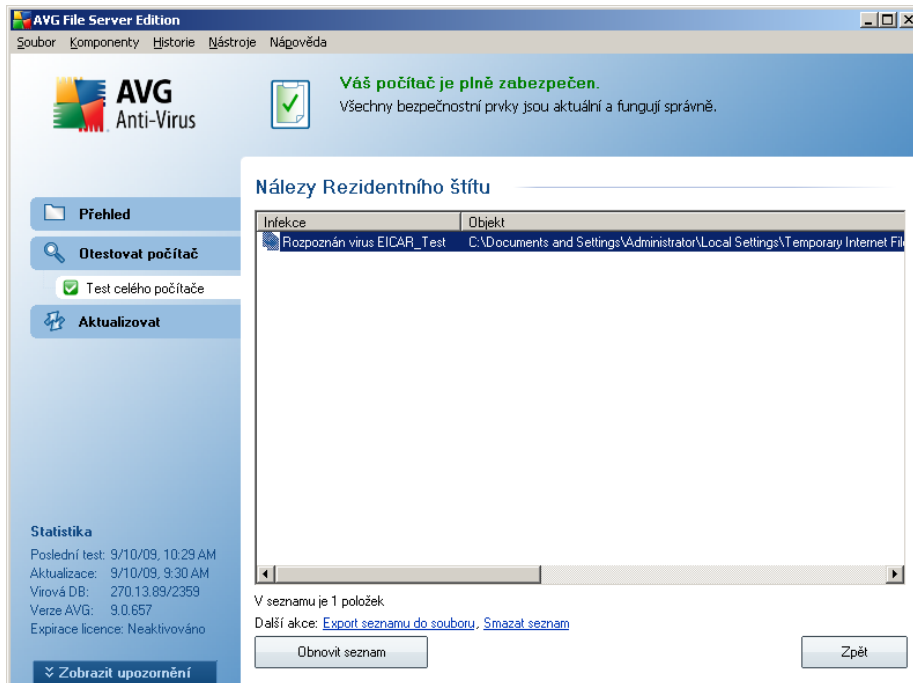 AVG File Server Edition
Soubor Komponenty Historie Nástroje Nápověda
AVG
Anti-Virus
Váš počítač je plně zabezpečen.
Všechny bezpečnostní prvky jsou aktuální a fungují správně.
Přehled
Otestovat počítač
Test celého počítače
Aktualizovat
Nálezy Rezidentního štítu
Infekce Objekt
Rozpoznán virus EICAR_Test C:\Documents and Settings\Administrator\Local Settings\Temporary Internet Fil
V seznamu je 1 položek
Další akce: Export seznamu do souboru, Smazat seznam
Obnovit seznam Zpět
Statistika
Poslední test: 9/10/09, 10:29 AM
Aktualizace: 9/10/09, 9:30 AM
Virová DB: 270.13.89/2359
Verze AVG: 9.0.657
Expirace licence: Neaktivováno
Zobrazit upozornění